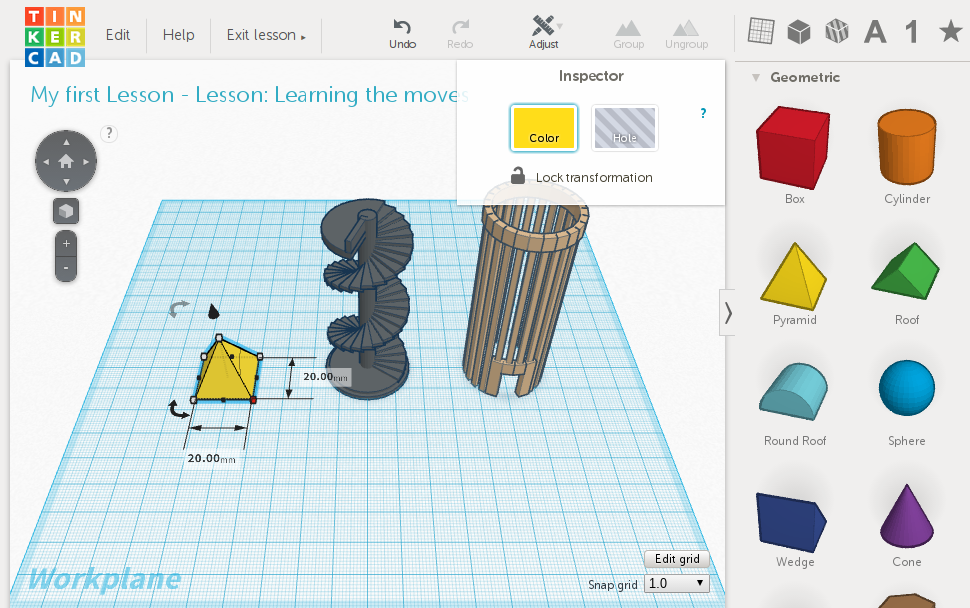 TIN
KER
CAD
Edit
Help
Exit lesson ▸
Undo
Redo
Adjust
Group
Ungroup
A
1
Inspector
Color
Hole
?
Lock transformation
My first Lesson - Lesson: Learning the moves
?
+
-
20.00mm
20.00mm
Workplane
Edit grid
Snap grid
1.0
Geometric
Box
Cylinder
Pyramid
Roof
Round Roof
Sphere
Wedge
Cone